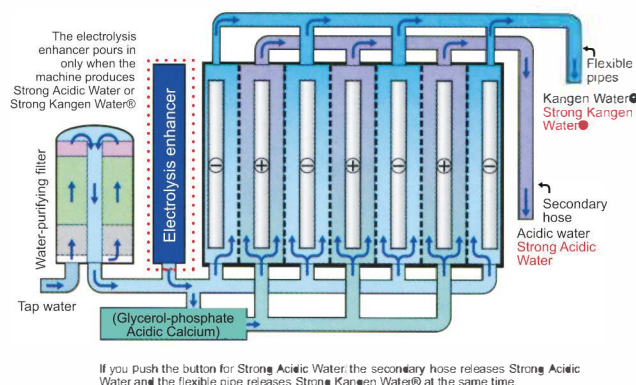 The electrolysis
enhancer pours in
only when the
machine produces
Strong Acidic Water or
Strong Kangen Water®
Water-purifying filter
Tap water
Electrolysis enhancer
(Glycerol-phosphate
Acidic Calcium)
− + − + − + −
Flexible
pipes
Kangen Water
Strong Kangen
Water
Secondary
hose
Acidic water
Strong Acidic
Water
If you push the button for Strong Acidic Water, the secondary hose releases Strong Acidic
Water and the flexible pipe releases Strong Kangen Water® at the same time.